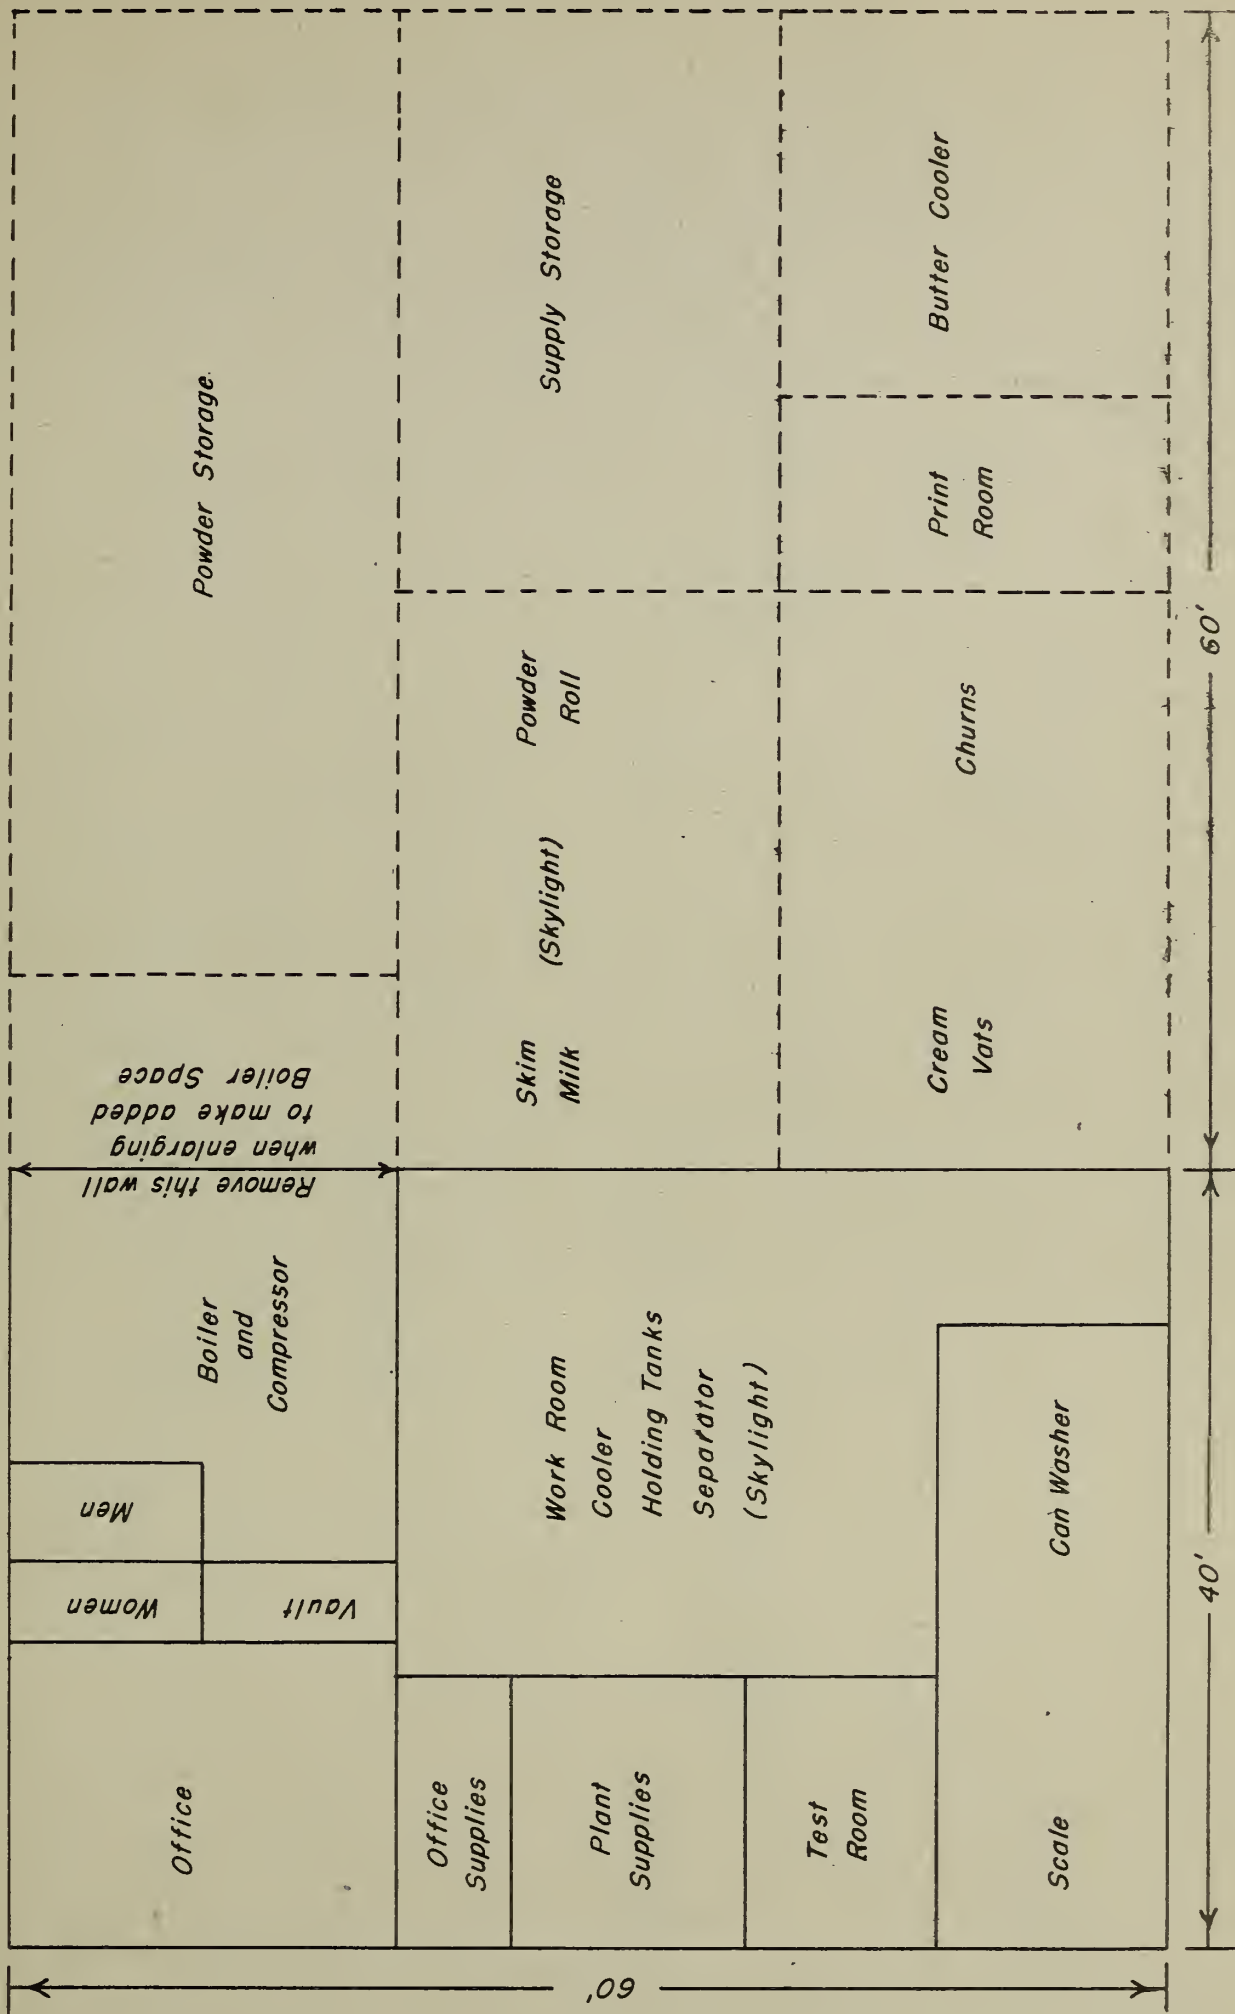 Office
Women
Men
Vault
Boiler
and
Compressor
Remove this wall
when enlarging
to make added
Boiler Space
Powder Storage
Office
Supplies
Plant
Supplies
Test
Room
Work Room
Cooler
Holding Tanks
Separator
(Skylight)
Skim
Milk
(Skylight)
Powder
Roll
Supply Storage
Scale
Can Washer
Cream
Vats
Churns
Print
Room
Butter Cooler
60'
40'
60'